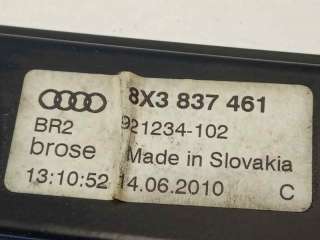 8X3 837 461
BR2 921234-102
brose Made in Slovakia
13:10:52 14.06.2010 C